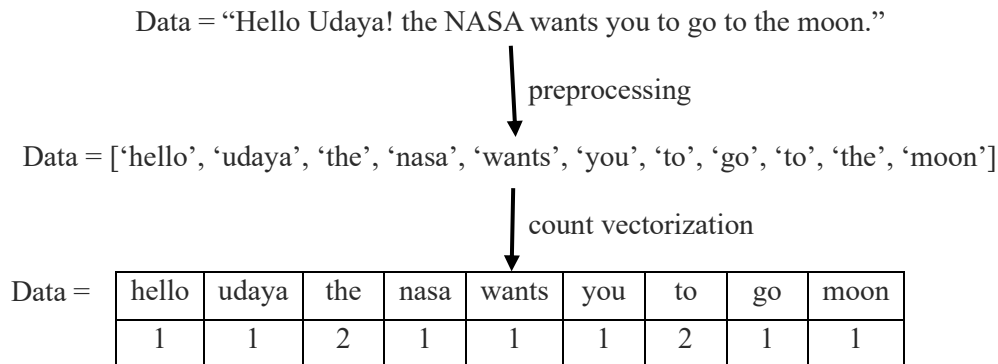 Data = “Hello Udaya! the NASA wants you to go to the moon.”
preprocessing
Data = [‘hello’, ‘udaya’, ‘the’, ‘nasa’, ‘wants’, ‘you’, ‘to’, ‘go’, ‘to’, ‘the’, ‘moon’]
count vectorization
Data = hello udaya the nasa wants you to go moon
1 1 2 1 1 1 2 1 1